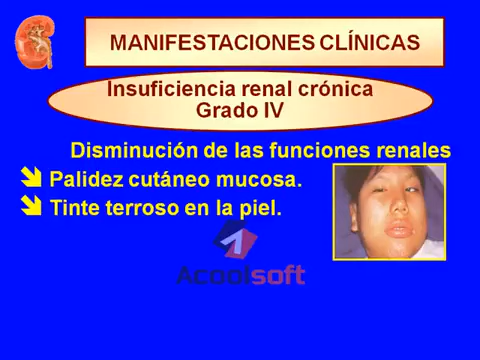 MANIFESTACIONES CLÍNICAS
Insuficiencia renal crónica
Grado IV
Disminución de las funciones renales
Palidez cutáneo mucosa.
Tinte terroso en la piel.
Acoolsoft